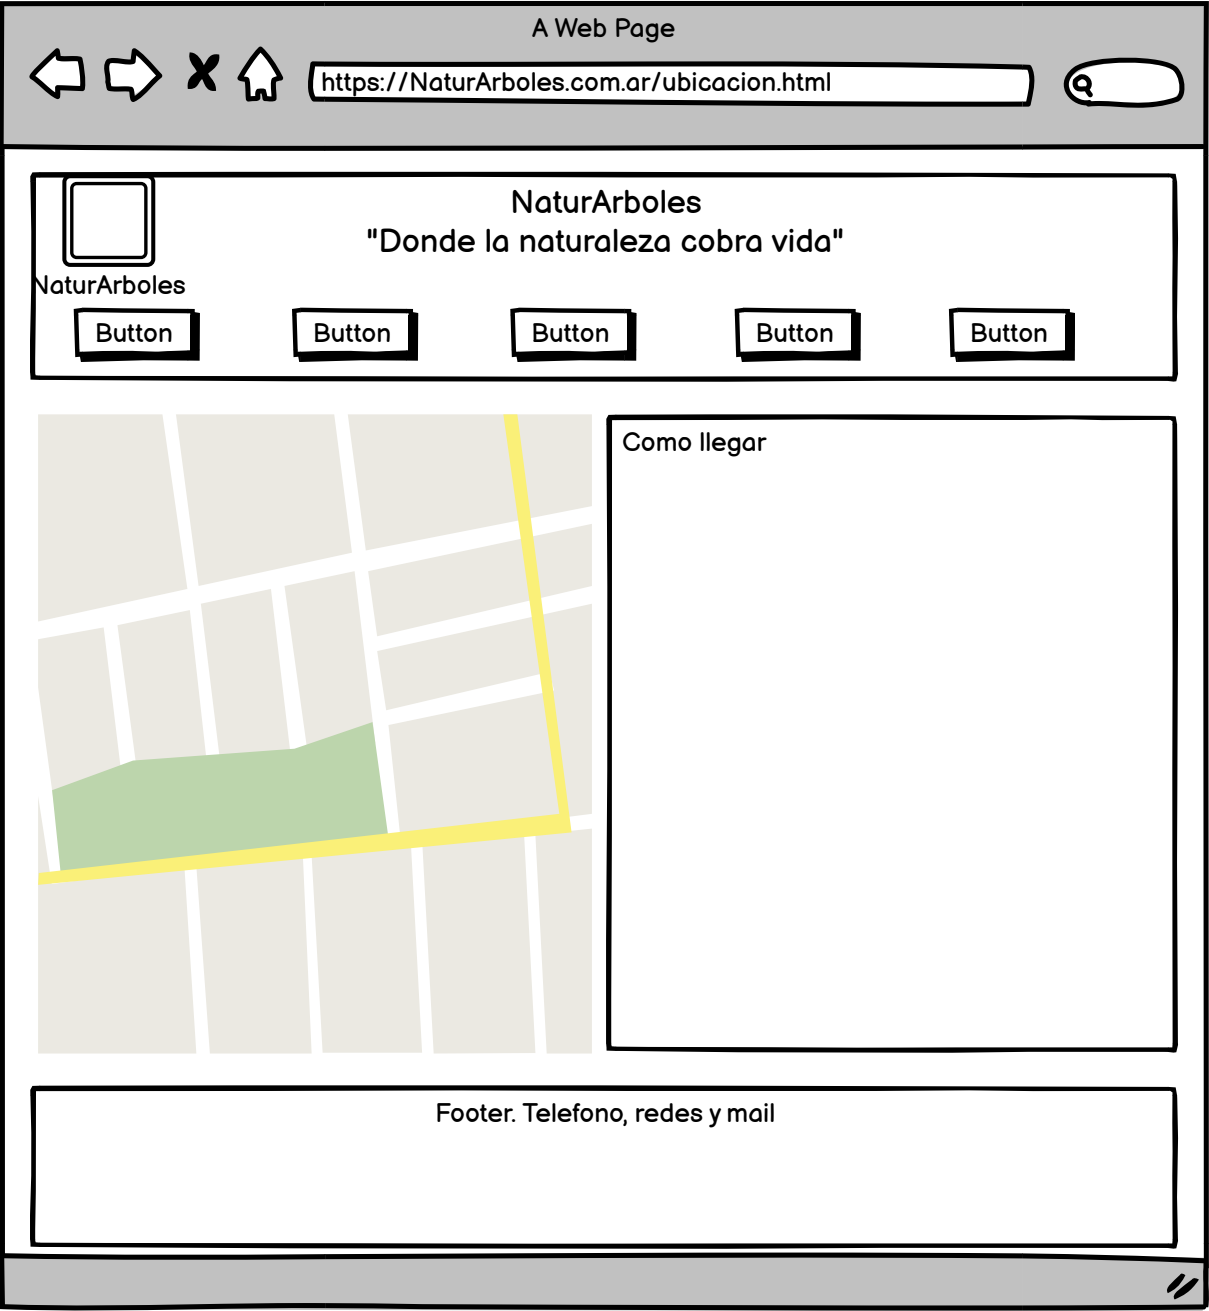 A Web Page
https://NaturArboles.com.ar/ubicacion.html
NaturArboles
"Donde la naturaleza cobra vida"
NaturArboles
Button
Button
Button
Button
Button
Como llegar
Footer. Telefono, redes y mail